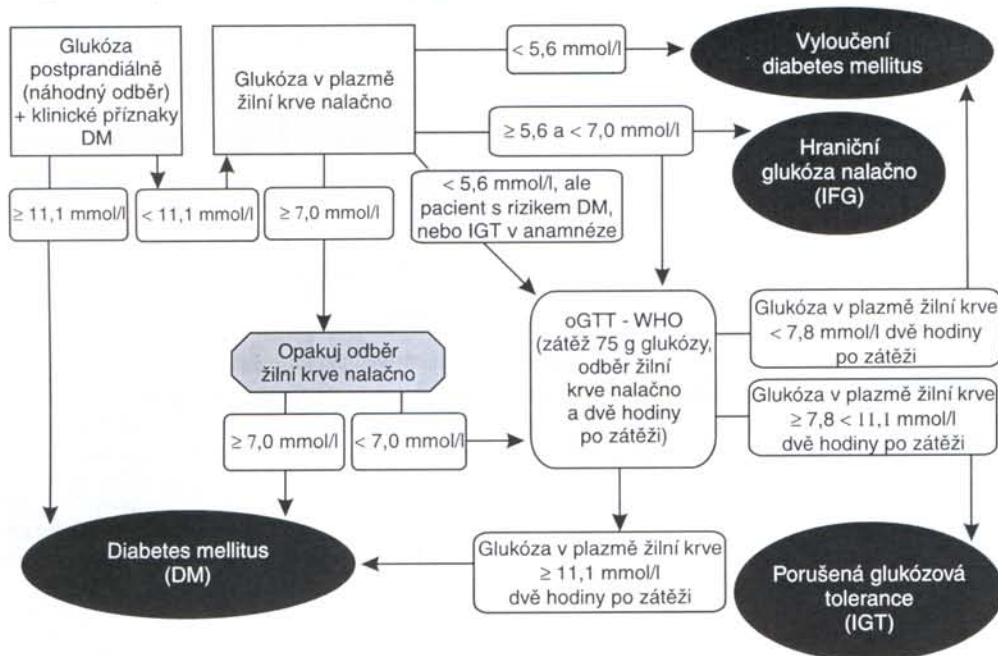 Glukóza
postprandiálně
(náhodný odběr)
+ klinické příznaky
DM
Glukóza v plazmě
žilní krve nalačno
< 5,6 mmol/l
Vyloučení
diabetes mellitus
≥ 5,6 a < 7,0 mmol/l
Hraniční
glukóza nalačno
(IFG)
≥ 11,1 mmol/l
< 11,1 mmol/l
≥ 7,0 mmol/l
< 5,6 mmol/l, ale
pacient s rizikem DM,
nebo IGT v anamnéze
Opakuj odběr
žilní krve nalačno
oGTT - WHO
(zátěž 75 g glukózy,
odběr žilní
krve nalačno
a dvě hodiny
po zátěži)
Glukóza v plazmě žilní krve
< 7,8 mmol/l dvě hodiny
po zátěži
Glukóza v plazmě žilní krve
≥ 7,8 < 11,1 mmol/l
dvě hodiny po zátěži
≥ 7,0 mmol/l
< 7,0 mmol/l
Diabetes mellitus
(DM)
Glukóza v plazmě žilní krve
≥ 11,1 mmol/l
dvě hodiny po zátěži
Porušená glukózová
tolerance
(IGT)